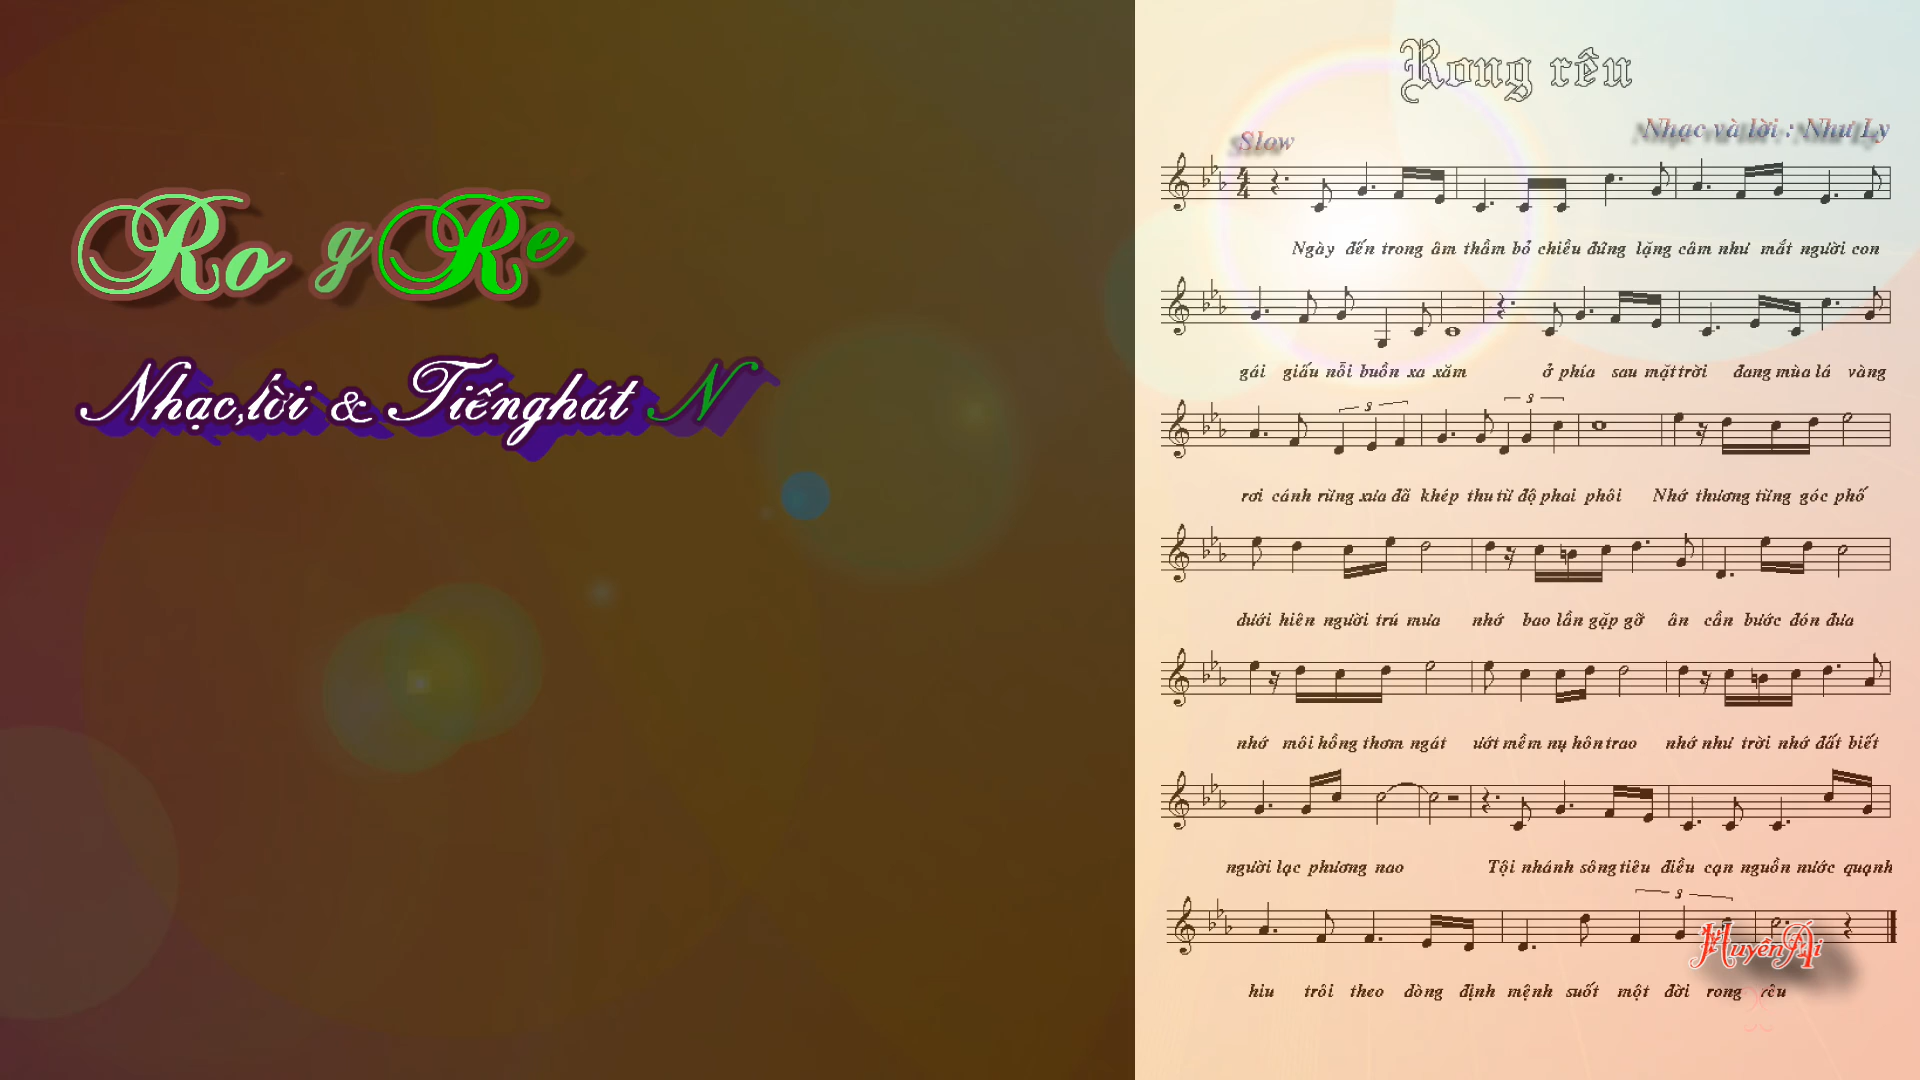 Ro g Re
Nhạc,lời & Tiếnghát N
Rong rêu
Nhạc và lời : Như Ly
Slow
Ngày đến trong âm thầm bỏ chiều đứng lặng câm như mắt người con
gái giấu nỗi buồn xa xăm ở phía sau mặt trời đang mùa lá vàng
3 3
rơi cánh rừng xưa đã khép thu từ độ phai phôi Nhớ thương từng góc phố
dưới hiên người trú mưa nhớ bao lần gặp gỡ ân cần bước đón đưa
nhớ môi hồng thơm ngát ướt mềm nụ hôn trao nhớ như trời nhớ đất biết
người lạc phương nao Tội nhánh sông tiêu điều cạn nguồn nước quạnh
3
hiu trôi theo dòng định mệnh suốt một đời rong rêu
Huyền Ái